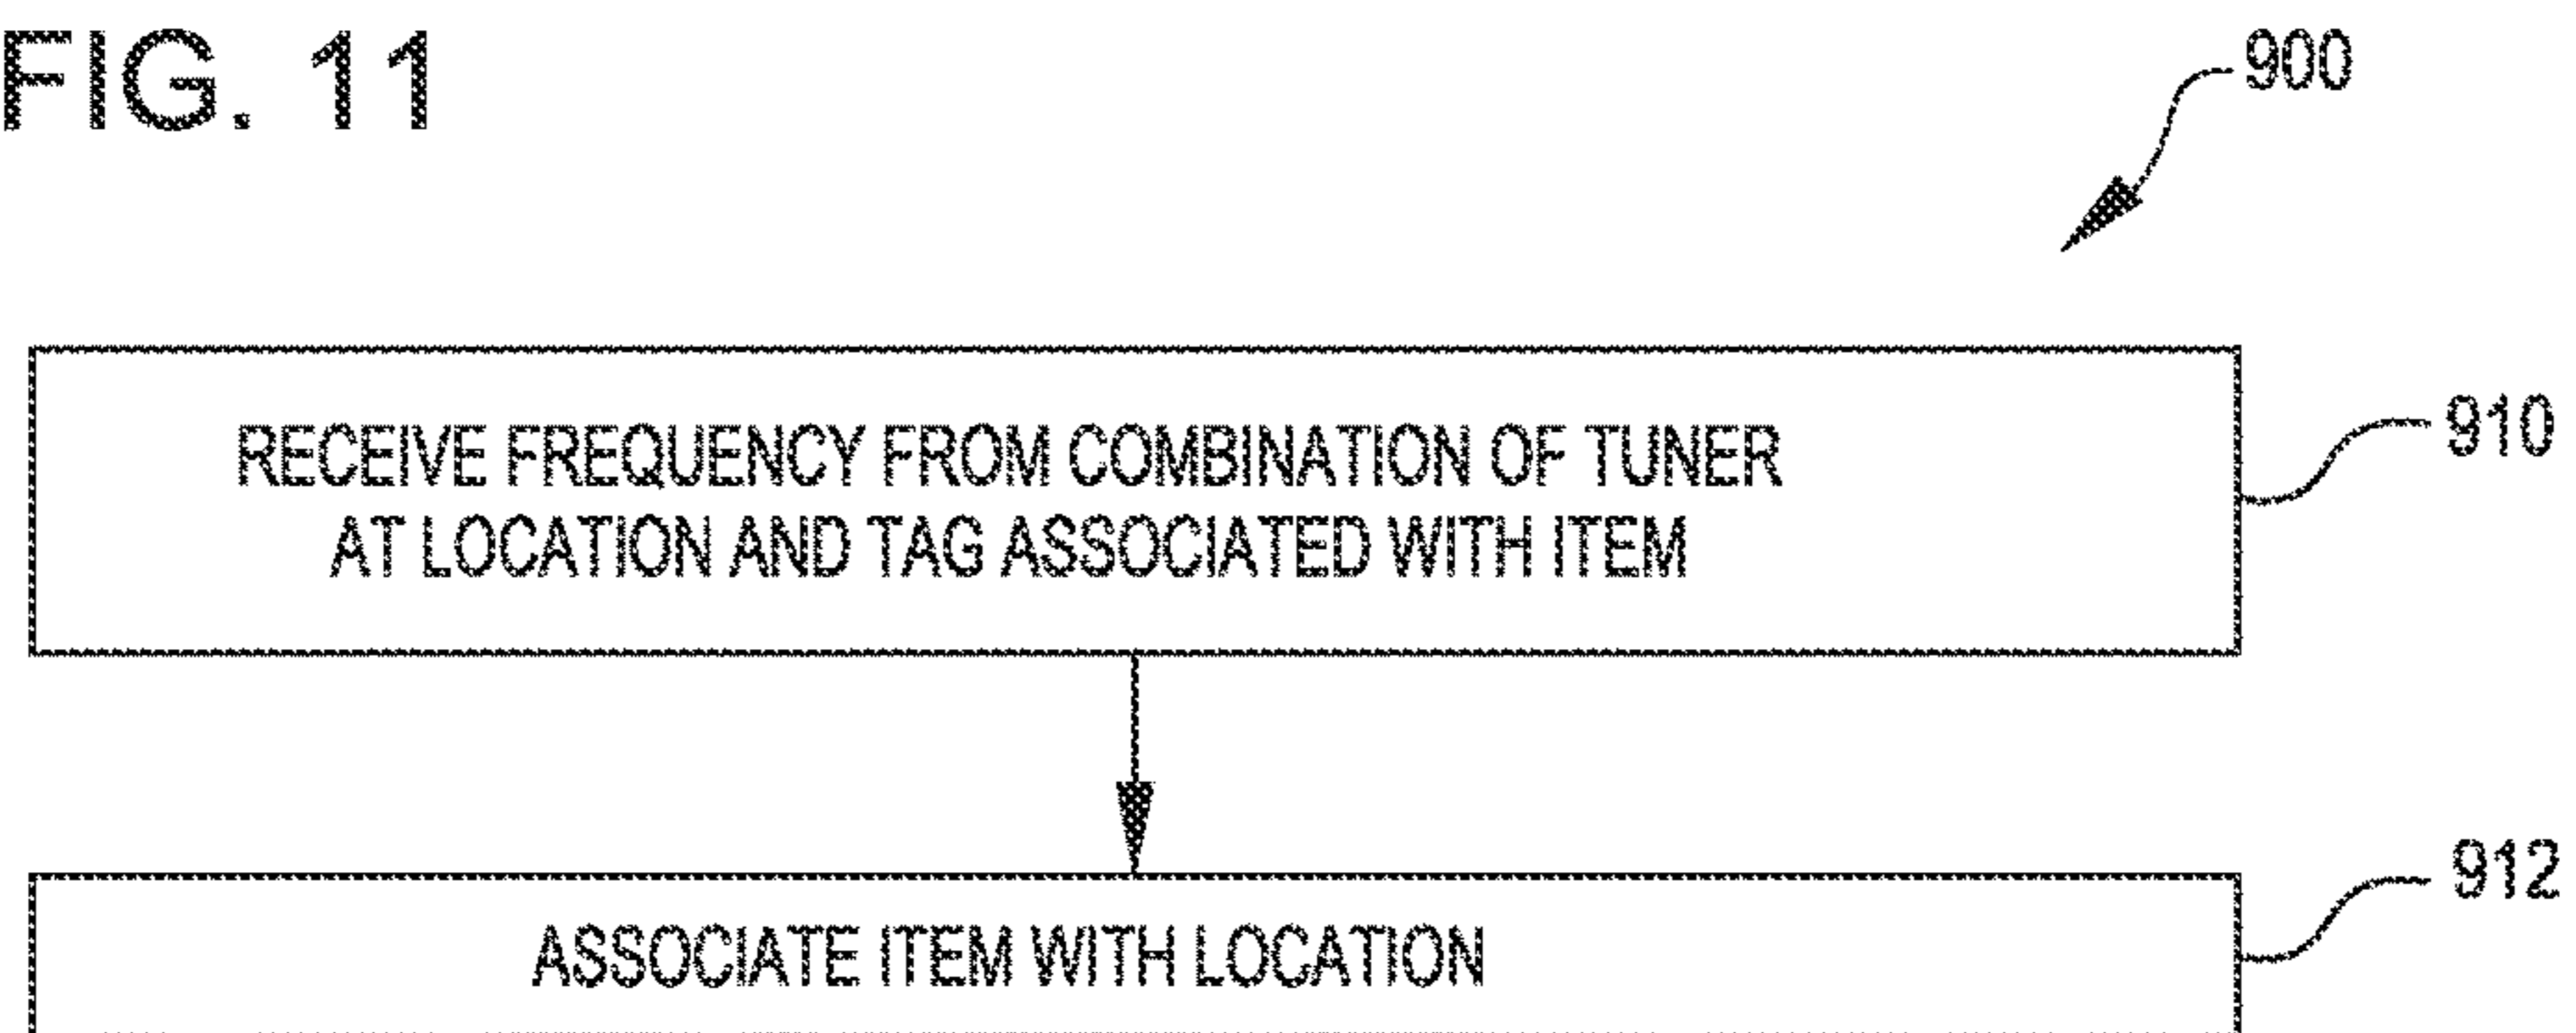 FIG. 11
900
RECEIVE FREQUENCY FROM COMBINATION OF TUNER
AT LOCATION AND TAG ASSOCIATED WITH ITEM
910
ASSOCIATE ITEM WITH LOCATION
912